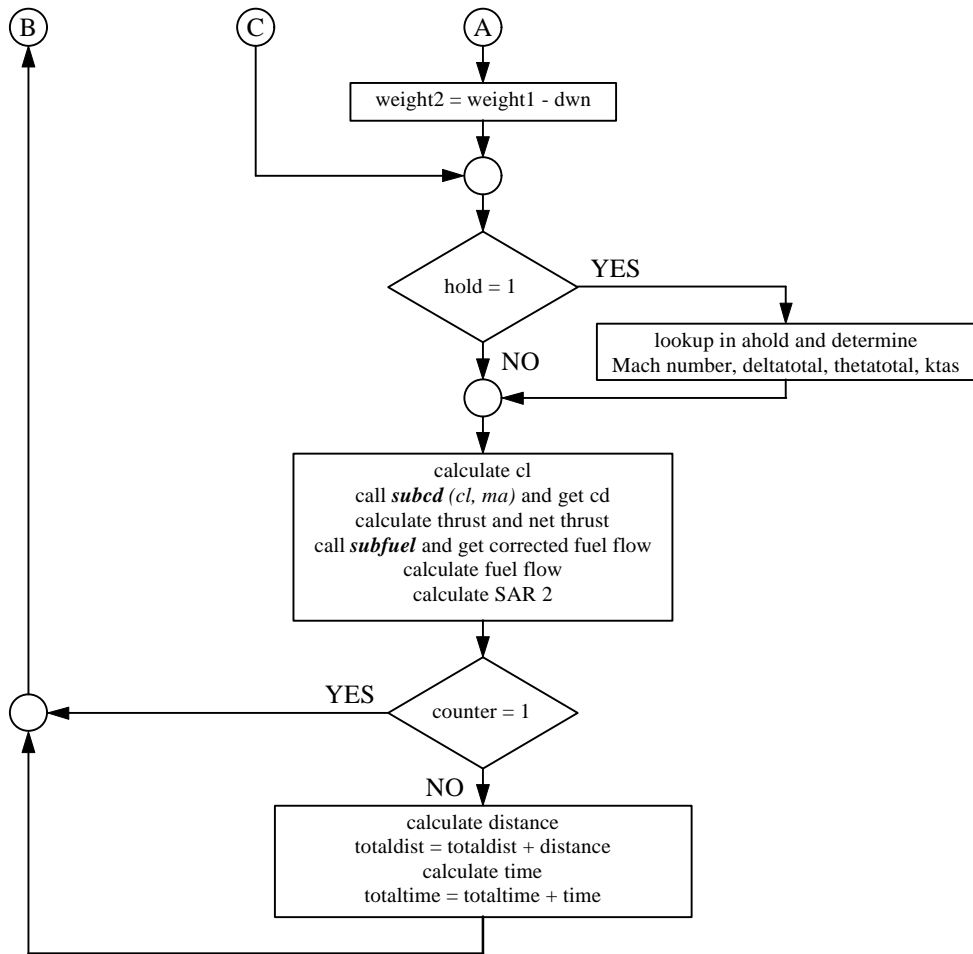 B
C
A
weight2 = weight1 - dwn
hold = 1
YES
lookup in ahold and determine
Mach number, deltatotal, thetatotal, ktas
NO
calculate cl
call subcd (cl, ma) and get cd
calculate thrust and net thrust
call subfuel and get corrected fuel flow
calculate fuel flow
calculate SAR 2
YES
counter = 1
NO
calculate distance
totaldist = totaldist + distance
calculate time
totaltime = totaltime + time